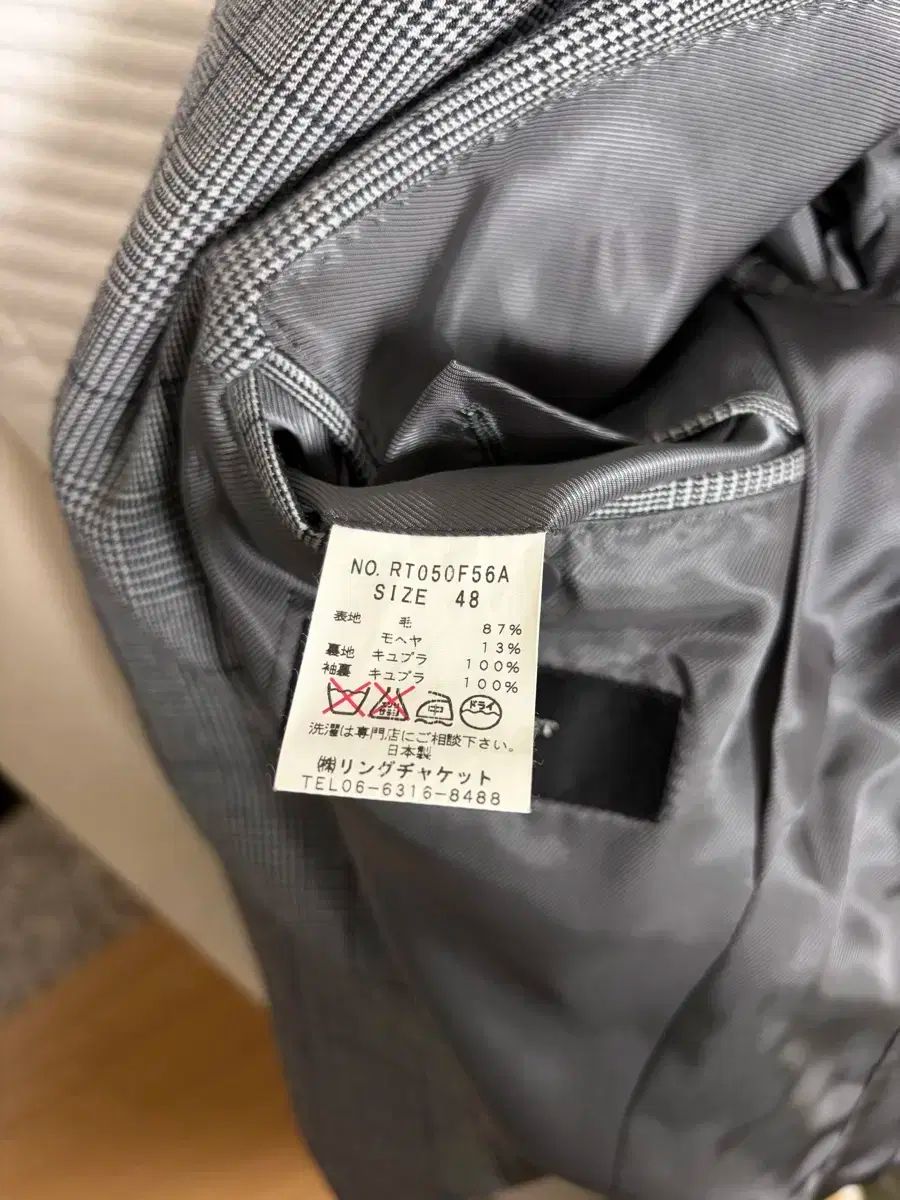 NO. RT050F56A
SIZE 48
表地 毛 87%
モヘヤ 13%
裏地 キュプラ 100%
袖裏 キュプラ 100%
中 ドライ
洗濯は専門店にご相談下さい。
日本製
㈱リングヂャケット
TEL06-6316-8488